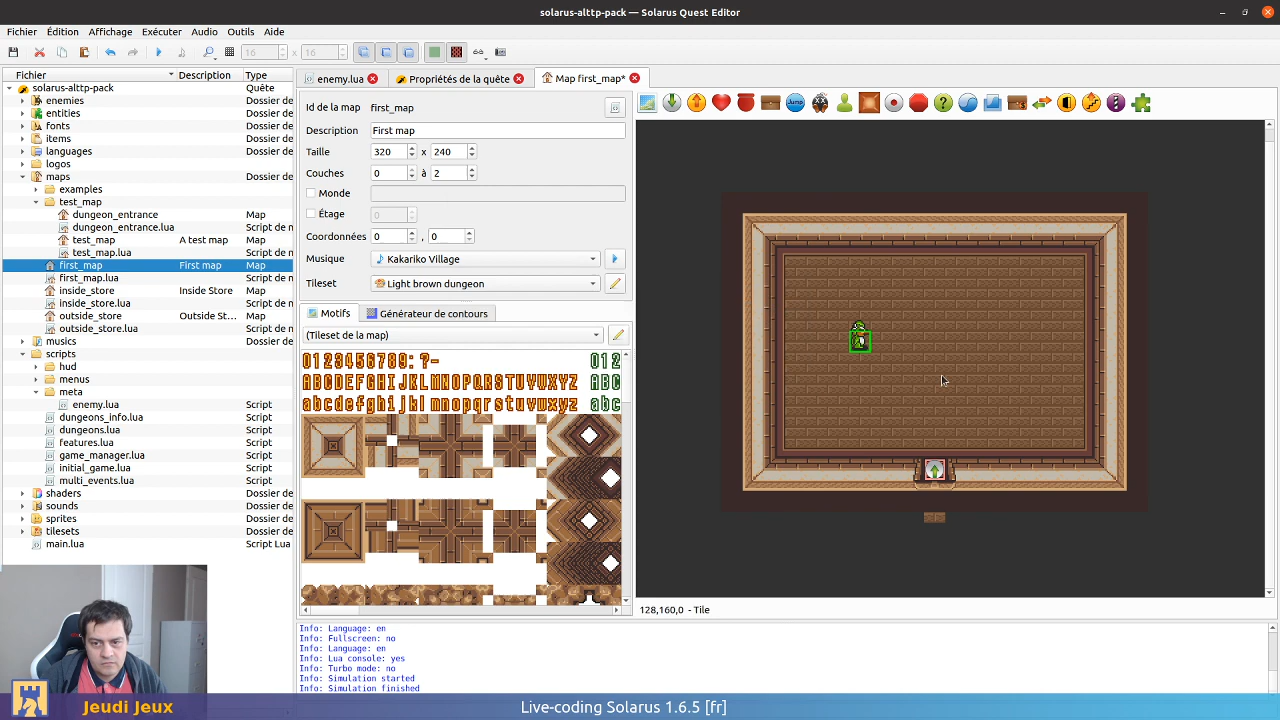 solarus-alttp-pack — Solarus Quest Editor
Fichier Édition Affichage Exécuter Audio Outils Aide
16 x 16
Fichier Description Type
solarus-alttp-pack Quête
enemies Dossier de
entities Dossier de
fonts Dossier de
items Dossier de
languages Dossier de
logos Dossier de
maps Dossier de
examples
test_map
dungeon_entrance Map
dungeon_entrance.lua Script de n
test_map A test map Map
test_map.lua Script de n
first_map First map Map
first_map.lua Script de n
inside_store Inside Store Map
inside_store.lua Script de n
outside_store Outside St... Map
outside_store.lua Script de n
musics Dossier de
scripts
hud
menus
meta
enemy.lua Script
dungeons_info.lua Script
dungeons.lua Script
features.lua Script
game_manager.lua Script
initial_game.lua Script
multi_events.lua Script
shaders Dossier de
sounds Dossier de
sprites Dossier de
tilesets Dossier de
main.lua Script Lua
enemy.lua Propriétés de la quête Map first_map*
Id de la map first_map
Description First map
Taille 320 x 240
Couches 0 à 2
Monde
Étage 0
Coordonnées 0 , 0
Musique Kakariko Village
Tileset Light brown dungeon
Motifs Générateur de contours
(Tileset de la map)
0123456789:?- 012
ABCDEFGHIJKLMNOPQRSTUVWXYZ ABC
abcdefghijklmnopqrstuvwxyz abc
Jump
128,160,0 - Tile
Info: Language: en
Info: Fullscreen: no
Info: Language: en
Info: Lua console: yes
Info: Turbo mode: no
Info: Simulation started
Info: Simulation finished
Jeudi Jeux
Live-coding Solarus 1.6.5 [fr]